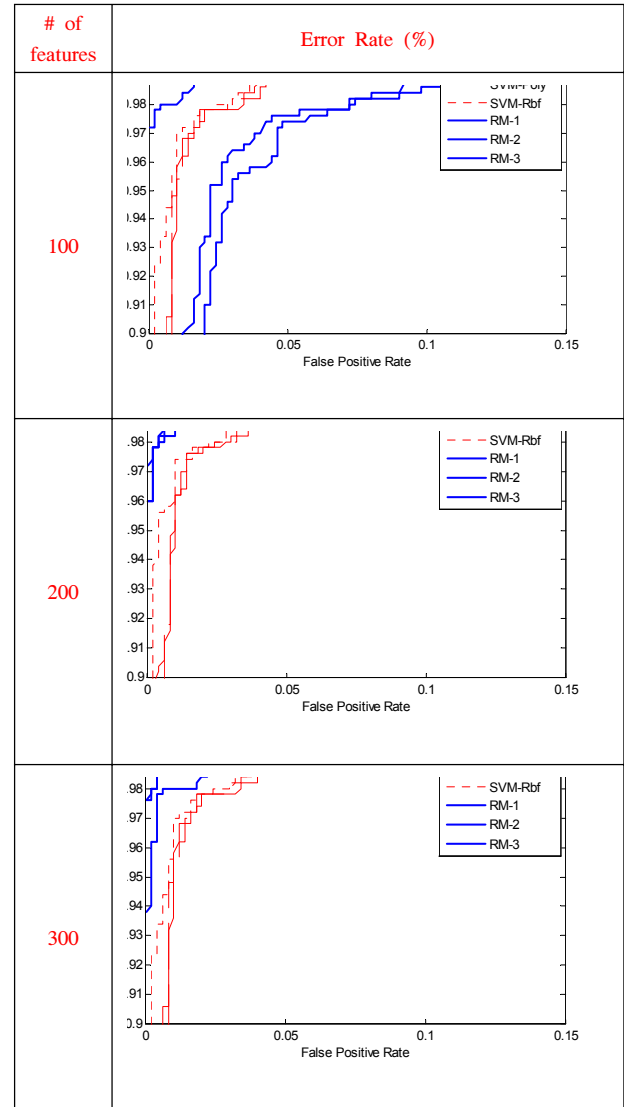 # of features
Error Rate (%)
100
.98
.97
.96
.95
.94
.93
.92
.91
0.9
0
0.05
0.1
0.15
False Positive Rate
SVM-Poly
SVM-Rbf
RM-1
RM-2
RM-3
200
.98
.97
.96
.95
.94
.93
.92
.91
0.9
0
0.05
0.1
0.15
False Positive Rate
SVM-Rbf
RM-1
RM-2
RM-3
300
.98
.97
.96
.95
.94
.93
.92
.91
0.9
0
0.05
0.1
0.15
False Positive Rate
SVM-Rbf
RM-1
RM-2
RM-3